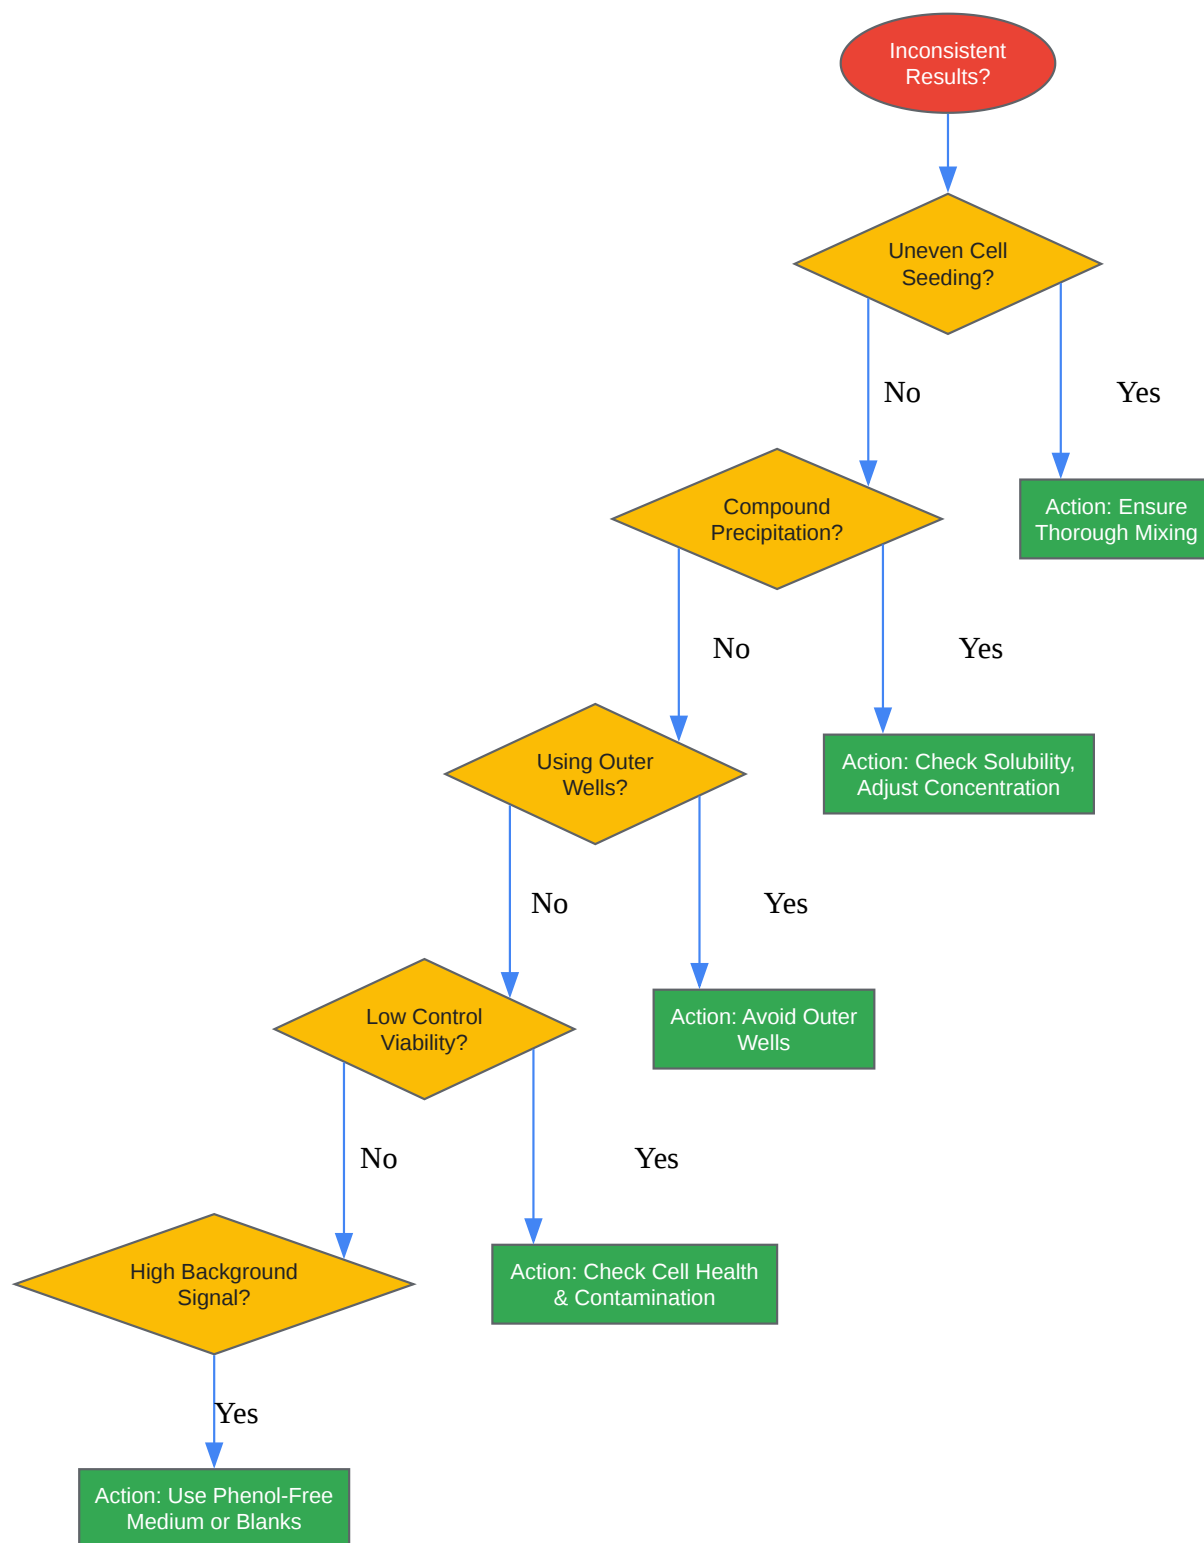 Inconsistent
Results?
Uneven Cell
Seeding?
No
Yes
Compound
Precipitation?
Action: Ensure
Thorough Mixing
No
Yes
Using Outer
Wells?
Action: Check Solubility,
Adjust Concentration
No
Yes
Low Control
Viability?
Action: Avoid Outer
Wells
No
Yes
High Background
Signal?
Action: Check Cell Health
& Contamination
Yes
Action: Use Phenol-Free
Medium or Blanks